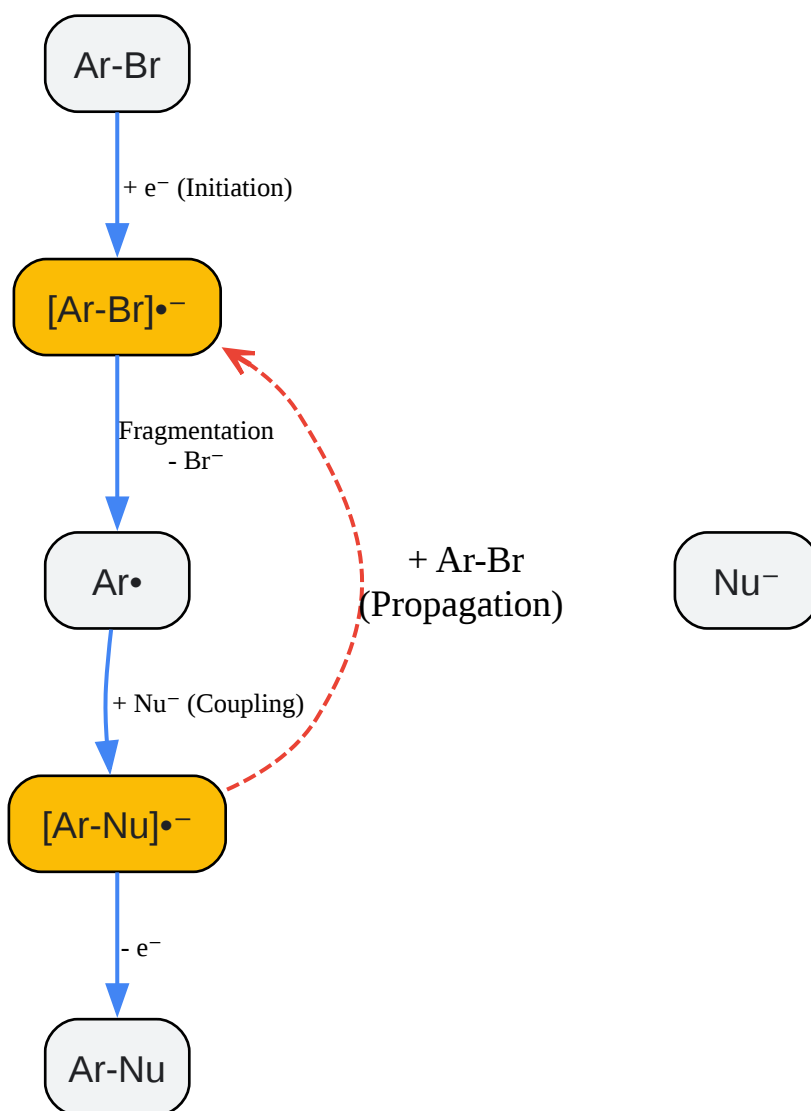 Ar-Br
+ e⁻ (Initiation)
[Ar-Br]•⁻
Fragmentation
- Br⁻
Ar•
+ Ar-Br
(Propagation)
Nu⁻
+ Nu⁻ (Coupling)
[Ar-Nu]•⁻
- e⁻
Ar-Nu